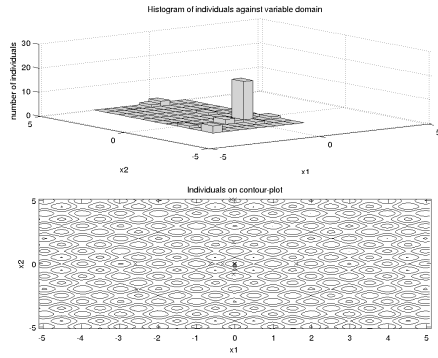 Histogram of individuals against variable domain
number of individuals
30
20
10
0
5
0
-5
-5
0
5
x2
x1
Individuals on contour-plot
x2
5
0
-5
-5 -4 -3 -2 -1 0 1 2 3 4 5
x1